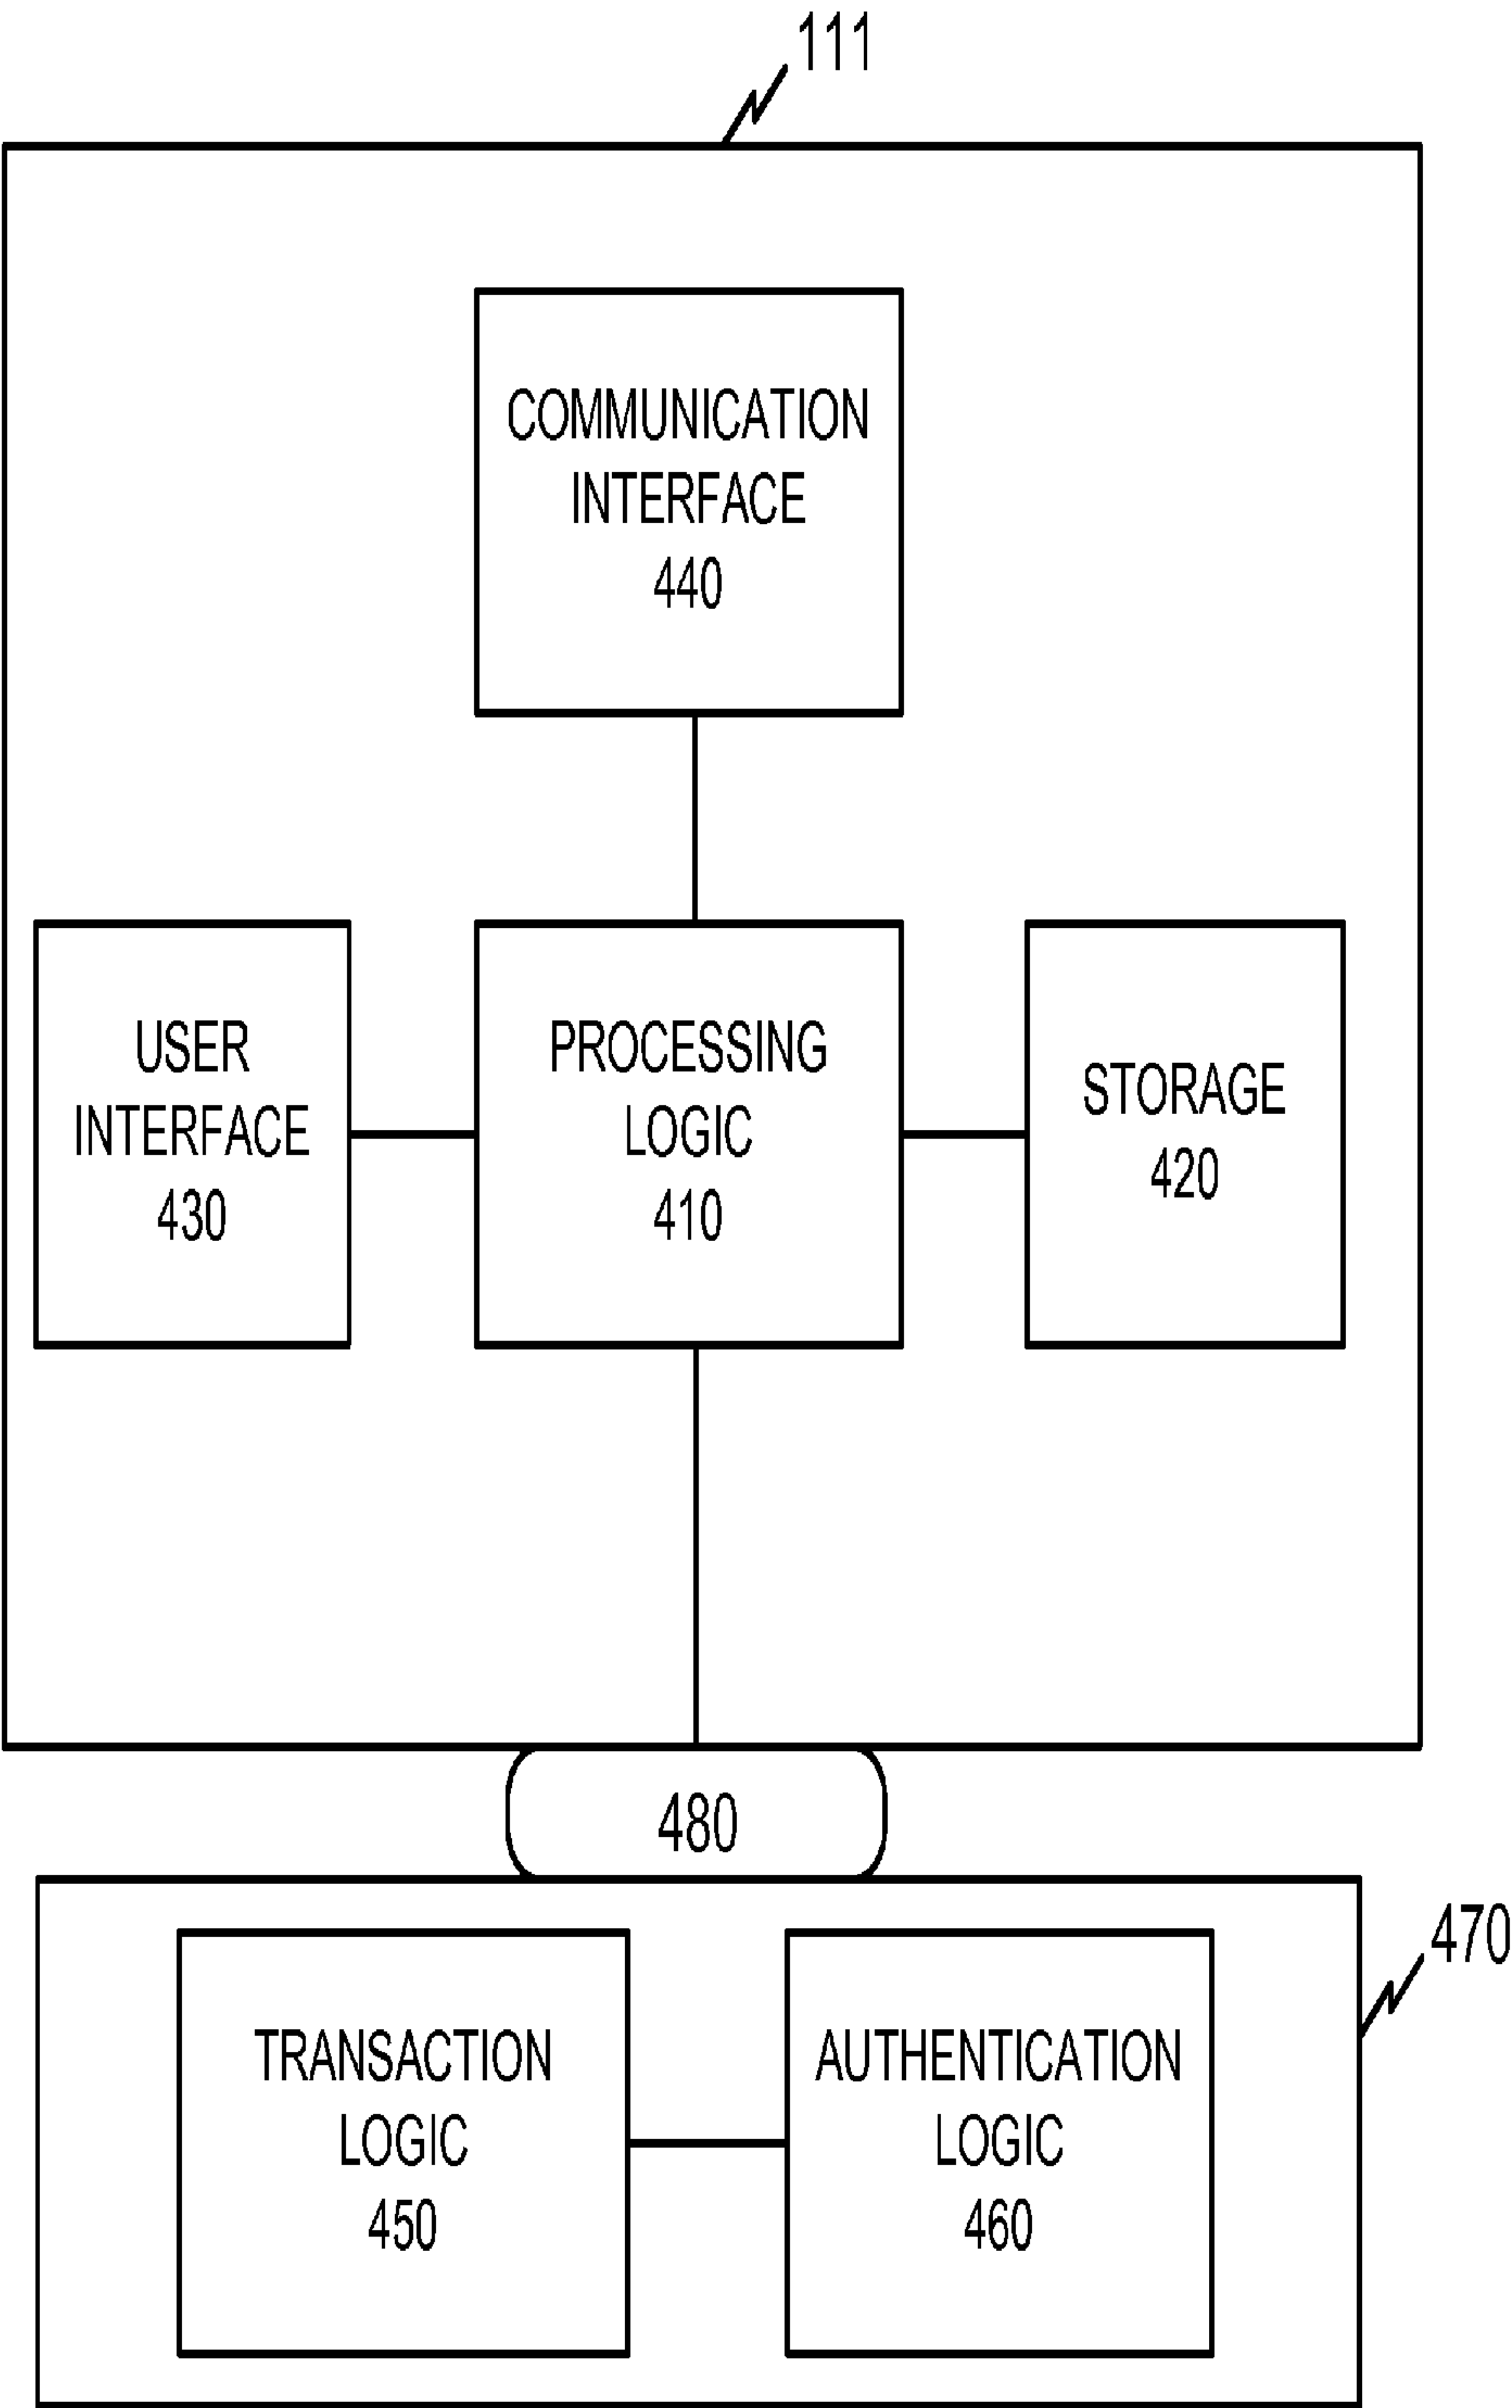 111
COMMUNICATION
INTERFACE
440
USER
INTERFACE
430
PROCESSING
LOGIC
410
STORAGE
420
480
470
TRANSACTION
LOGIC
450
AUTHENTICATION
LOGIC
460